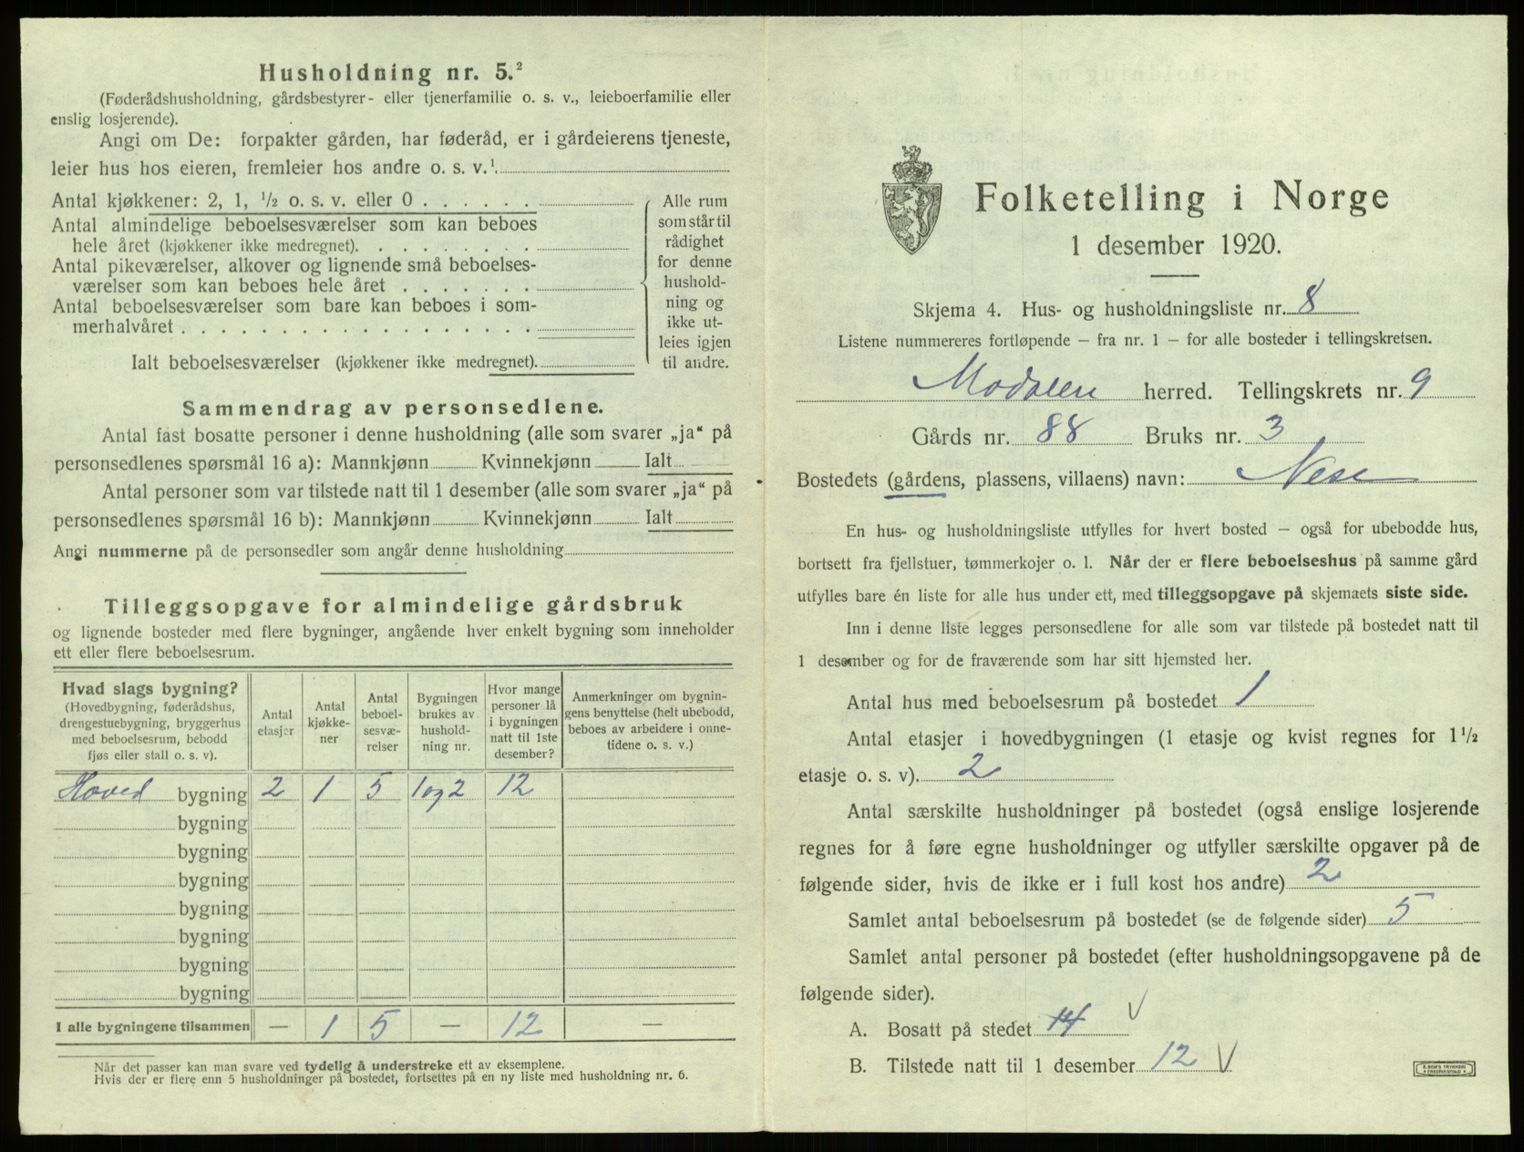 Husholdning nr. 5.²
(Føderådshusholdning, gårdsbestyrer- eller tjenerfamilie o. s. v., leieboerfamilie eller
enslig losjerende).
Angi om De: forpakter gården, har føderåd, er i gårdeierens tjeneste,
leier hus hos eieren, fremleier hos andre o. s. v.¹
Antal kjøkkener: 2, 1, ½ o. s. v. eller 0
Antal almindelige beboelsesværelser som kan beboes
hele året (kjøkkener ikke medregnet).
Antal pikeværelser, alkover og lignende små beboelses-
værelser som kan beboes hele året
Antal beboelsesværelser som bare kan beboes i som-
merhalvåret
Ialt beboelsesværelser (kjøkkener ikke medregnet).
Alle rum
som står til
rådighet
for denne
hushold-
ning og
ikke ut-
leies igjen
til andre.
Sammendrag av personsedlene.
Antal fast bosatte personer i denne husholdning (alle som svarer „ja“ på
personsedlenes spørsmål 16 a): Mannkjønn Kvinnekjønn Ialt
Antal personer som var tilstede natt til 1 desember (alle som svarer „ja“ på
personsedlenes spørsmål 16 b): Mannkjønn Kvinnekjønn Ialt
Angi nummerne på de personsedler som angår denne husholdning
Tilleggsopgave for almindelige gårdsbruk
og lignende bosteder med flere bygninger, angående hver enkelt bygning som inneholder
ett eller flere beboelsesrum.
Hvad slags bygning?
(Hovedbygning, føderådshus,
drengestuebygning, bryggerhus
med beboelsesrum, bebodd
fjøs eller stall o. s. v).
Antal
etasjer
Antal
kjøkke-
ner
Antal
beboel-
sesvæ-
relser
Bygningen
brukes av
hushold-
ning nr.
Hvor mange
personer lå
i bygningen
natt til 1ste
desember?
Anmerkninger om bygnin-
gens benyttelse (helt ubebodd,
beboes av arbeidere i onne-
tidene o. s. v.)
Hoved bygning 2 1 5 1 og 2 12
bygning
bygning
bygning
bygning
bygning
bygning
bygning
I alle bygningene tilsammen — 1 5 — 12 —
Når det passer kan man svare ved tydelig å understreke ett av eksemplene.
Hvis der er flere enn 5 husholdninger på bostedet, fortsettes på en ny liste med husholdning nr. 6.
Folketelling i Norge
1 desember 1920.
Skjema 4. Hus- og husholdningsliste nr. 8
Listene nummereres fortløpende — fra nr. 1 — for alle bosteder i tellingskretsen.
Modalen herred. Tellingskrets nr. 9
Gårds nr. 88 Bruks nr. 3
Bostedets (gårdens, plassens, villaens) navn: Nese
En hus- og husholdningsliste utfylles for hvert bosted — også for ubebodde hus,
bortsett fra fjellstuer, tømmerkojer o. l. Når der er flere beboelseshus på samme gård
utfylles bare én liste for alle hus under ett, med tilleggsopgave på skjemaets siste side.
Inn i denne liste legges personsedlene for alle som var tilstede på bostedet natt til
1 desember og for de fraværende som har sitt hjemsted her.
Antal hus med beboelsesrum på bostedet 1
Antal etasjer i hovedbygningen (1 etasje og kvist regnes for 1½
etasje o. s. v). 2
Antal særskilte husholdninger på bostedet (også enslige losjerende
regnes for å føre egne husholdninger og utfyller særskilte opgaver på de
følgende sider, hvis de ikke er i full kost hos andre) 2
Samlet antal beboelsesrum på bostedet (se de følgende sider) 5
Samlet antal personer på bostedet (efter husholdningsopgavene på de
følgende sider).
A. Bosatt på stedet 14 V
B. Tilstede natt til 1 desember 12 V